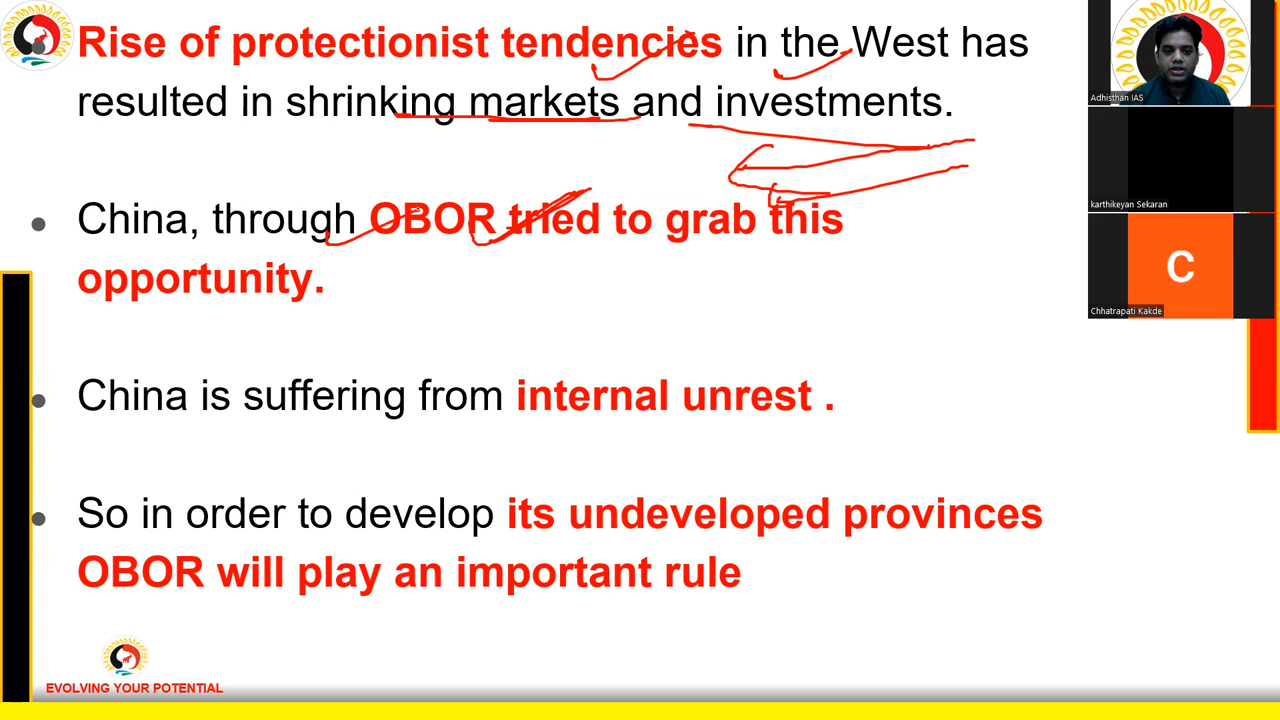 Rise of protectionist tendencies in the West has
resulted in shrinking markets and investments.
China, through OBOR tried to grab this
opportunity.
China is suffering from internal unrest .
So in order to develop its undeveloped provinces
OBOR will play an important rule
EVOLVING YOUR POTENTIAL
Adhisthan IAS
karthikeyan Sekaran
C
Chhatrapati Kakde